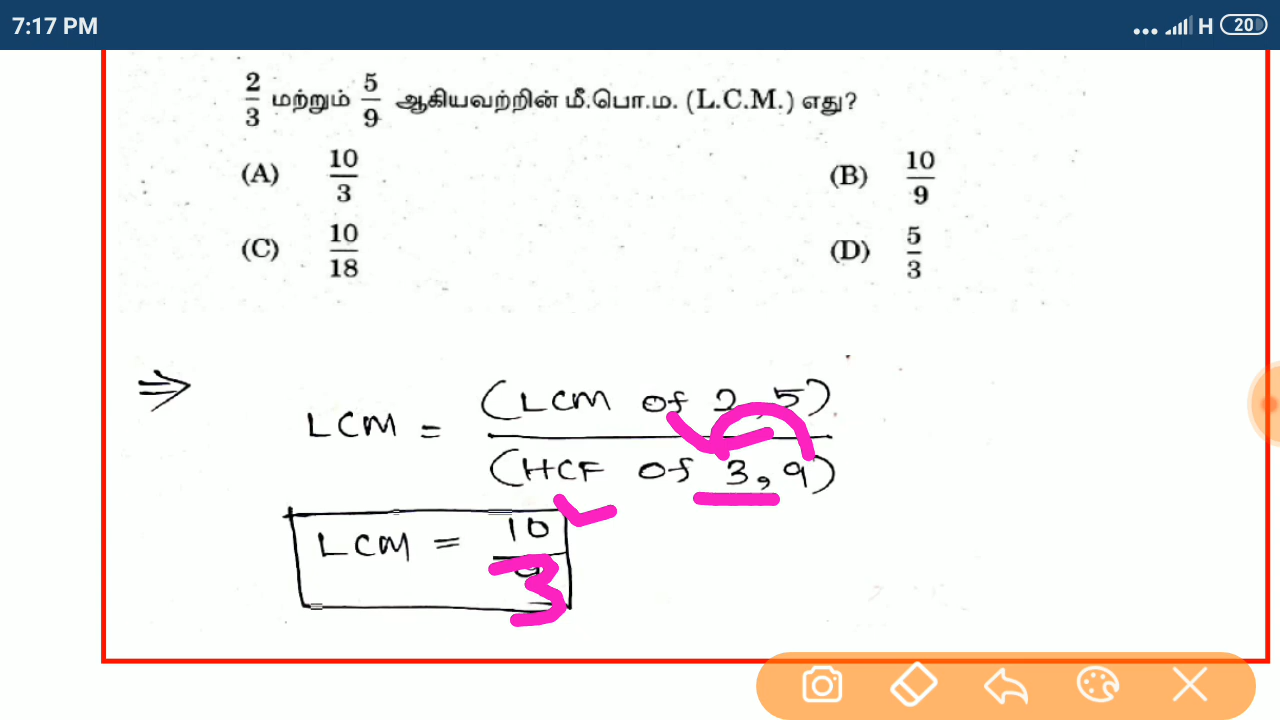 7:17 PM ... H 20
2/3 மற்றும் 5/9 ஆகியவற்றின் மீ.பொ.ம. (L.C.M.) எது?
(A) 10/3 (B) 10/9
(C) 10/18 (D) 5/3
⇒ LCM = (LCM of 2,5) / (HCF of 3,9)
LCM = 10/9
3